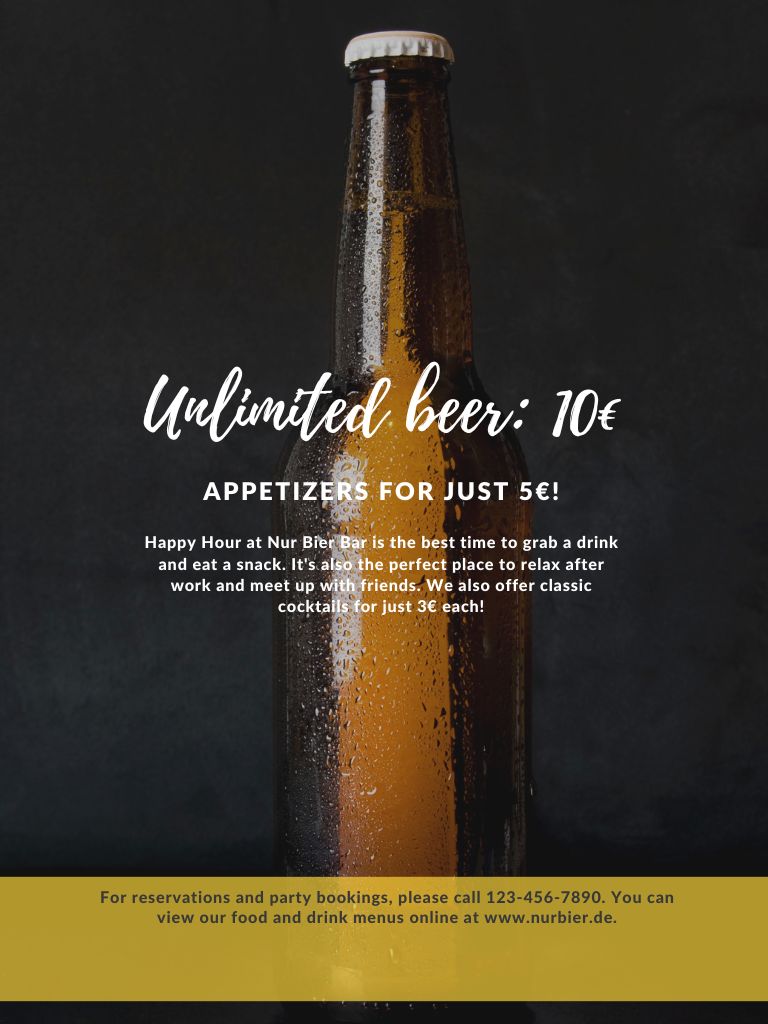 Unlimited beer: 10€
APPETIZERS FOR JUST 5€!
Happy Hour at Nur Bier Bar is the best time to grab a drink
and eat a snack. It's also the perfect place to relax after
work and meet up with friends. We also offer classic
cocktails for just 3€ each!
For reservations and party bookings, please call 123-456-7890. You can
view our food and drink menus online at www.nurbier.de.